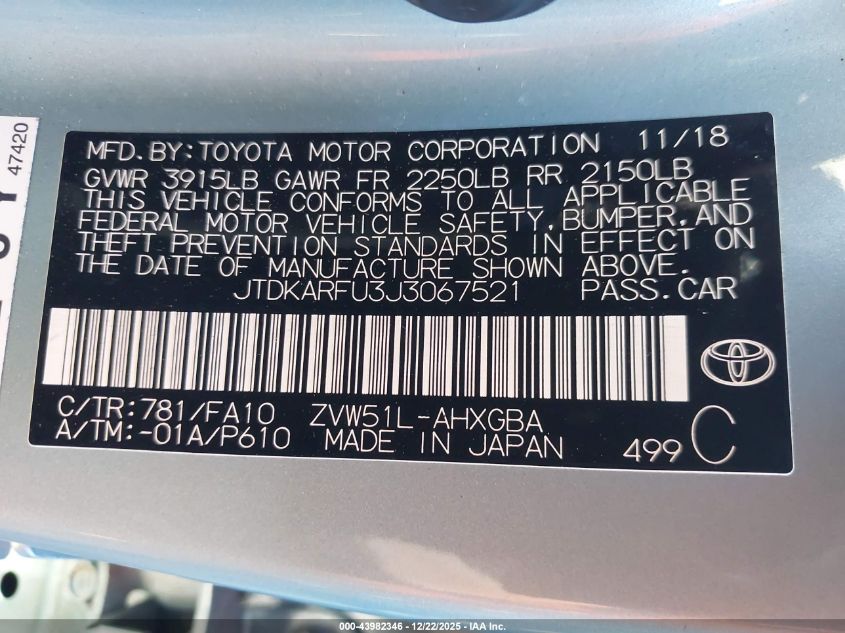 47420
MFD.BY:TOYOTA MOTOR CORPORATION 11/18
GVWR 3915LB GAWR FR 2250LB RR 2150LB
THIS VEHICLE CONFORMS TO ALL APPLICABLE
FEDERAL MOTOR VEHICLE SAFETY,BUMPER,AND
THEFT PREVENTION STANDARDS IN EFFECT ON
THE DATE OF MANUFACTURE SHOWN ABOVE.
JTDKARFU3J3067521 PASS.CAR
C/TR:781/FA10 ZVW51L-AHXGBA
A/TM:-01A/P610 MADE IN JAPAN 499 C
000-43982346 - 12/22/2025 - IAA Inc.